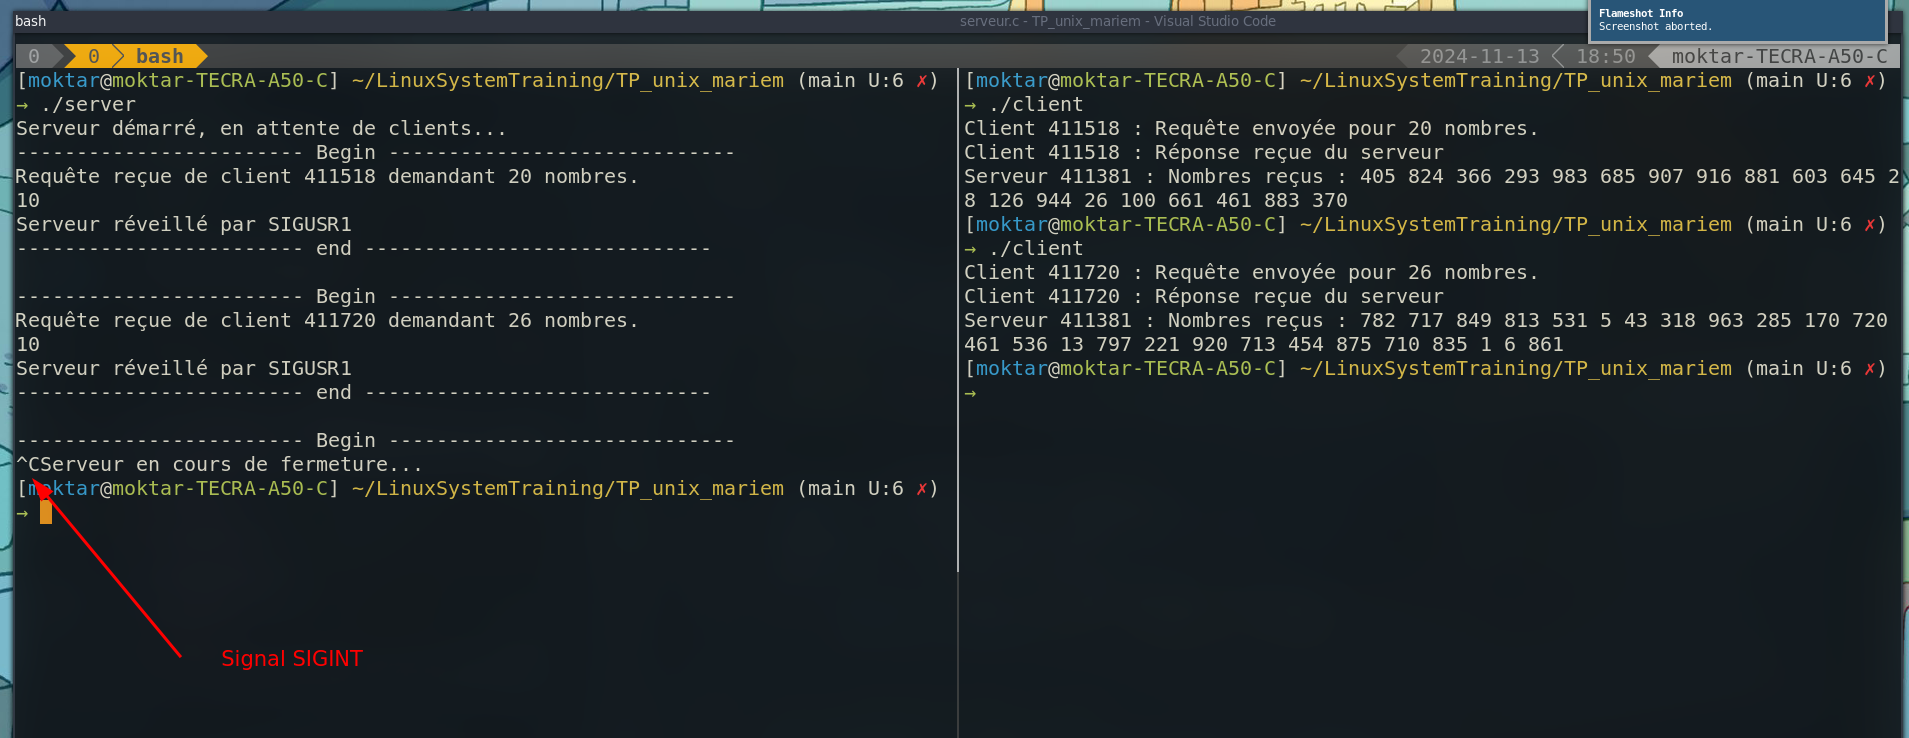 bash
serveur.c - TP_unix_mariem - Visual Studio Code
Flameshot Info
Screenshot aborted.
0 0 bash
2024-11-13 18:50 moktar-TECRA-A50-C
[moktar@moktar-TECRA-A50-C] ~/LinuxSystemTraining/TP_unix_mariem (main U:6 ✗)
→ ./server
Serveur démarré, en attente de clients...
------------------------ Begin -----------------------------
Requête reçue de client 411518 demandant 20 nombres.
10
Serveur réveillé par SIGUSR1
------------------------ end -----------------------------
------------------------ Begin -----------------------------
Requête reçue de client 411720 demandant 26 nombres.
10
Serveur réveillé par SIGUSR1
------------------------ end -----------------------------
------------------------ Begin -----------------------------
^CServeur en cours de fermeture...
[moktar@moktar-TECRA-A50-C] ~/LinuxSystemTraining/TP_unix_mariem (main U:6 ✗)
→
Signal SIGINT
[moktar@moktar-TECRA-A50-C] ~/LinuxSystemTraining/TP_unix_mariem (main U:6 ✗)
→ ./client
Client 411518 : Requête envoyée pour 20 nombres.
Client 411518 : Réponse reçue du serveur
Serveur 411381 : Nombres reçus : 405 824 366 293 983 685 907 916 881 603 645 2
8 126 944 26 100 661 461 883 370
[moktar@moktar-TECRA-A50-C] ~/LinuxSystemTraining/TP_unix_mariem (main U:6 ✗)
→ ./client
Client 411720 : Requête envoyée pour 26 nombres.
Client 411720 : Réponse reçue du serveur
Serveur 411381 : Nombres reçus : 782 717 849 813 531 5 43 318 963 285 170 720
461 536 13 797 221 920 713 454 875 710 835 1 6 861
[moktar@moktar-TECRA-A50-C] ~/LinuxSystemTraining/TP_unix_mariem (main U:6 ✗)
→